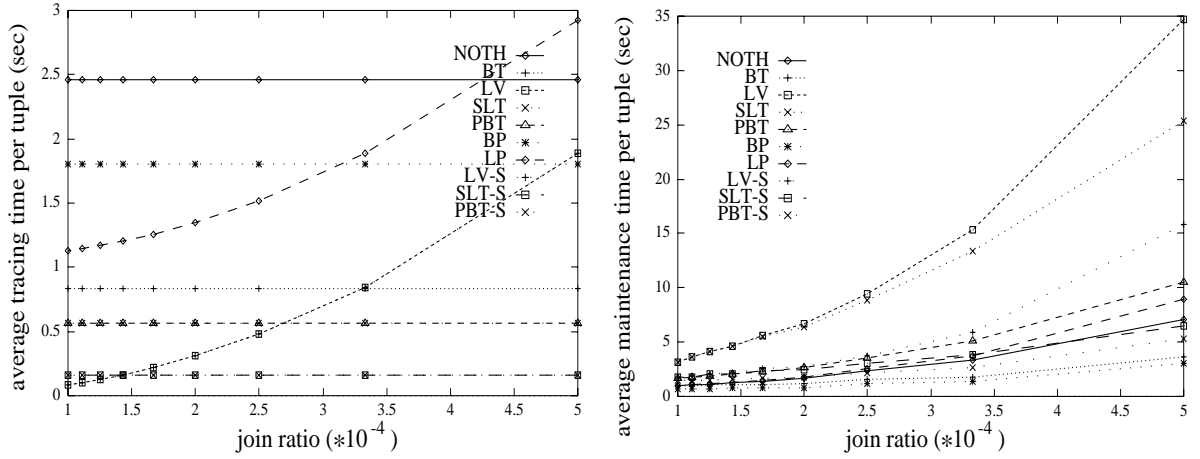 average tracing time per tuple (sec)
3
2.5
2
1.5
1
0.5
0
1
1.5
2
2.5
3
3.5
4
4.5
5
join ratio (*10^-4)
NOTH
BT
LV
SLT
PBT
BP
LP
LV-S
SLT-S
PBT-S
average maintenance time per tuple (sec)
35
30
25
20
15
10
5
0
1
1.5
2
2.5
3
3.5
4
4.5
5
join ratio (*10^-4)
NOTH
BT
LV
SLT
PBT
BP
LP
LV-S
SLT-S
PBT-S